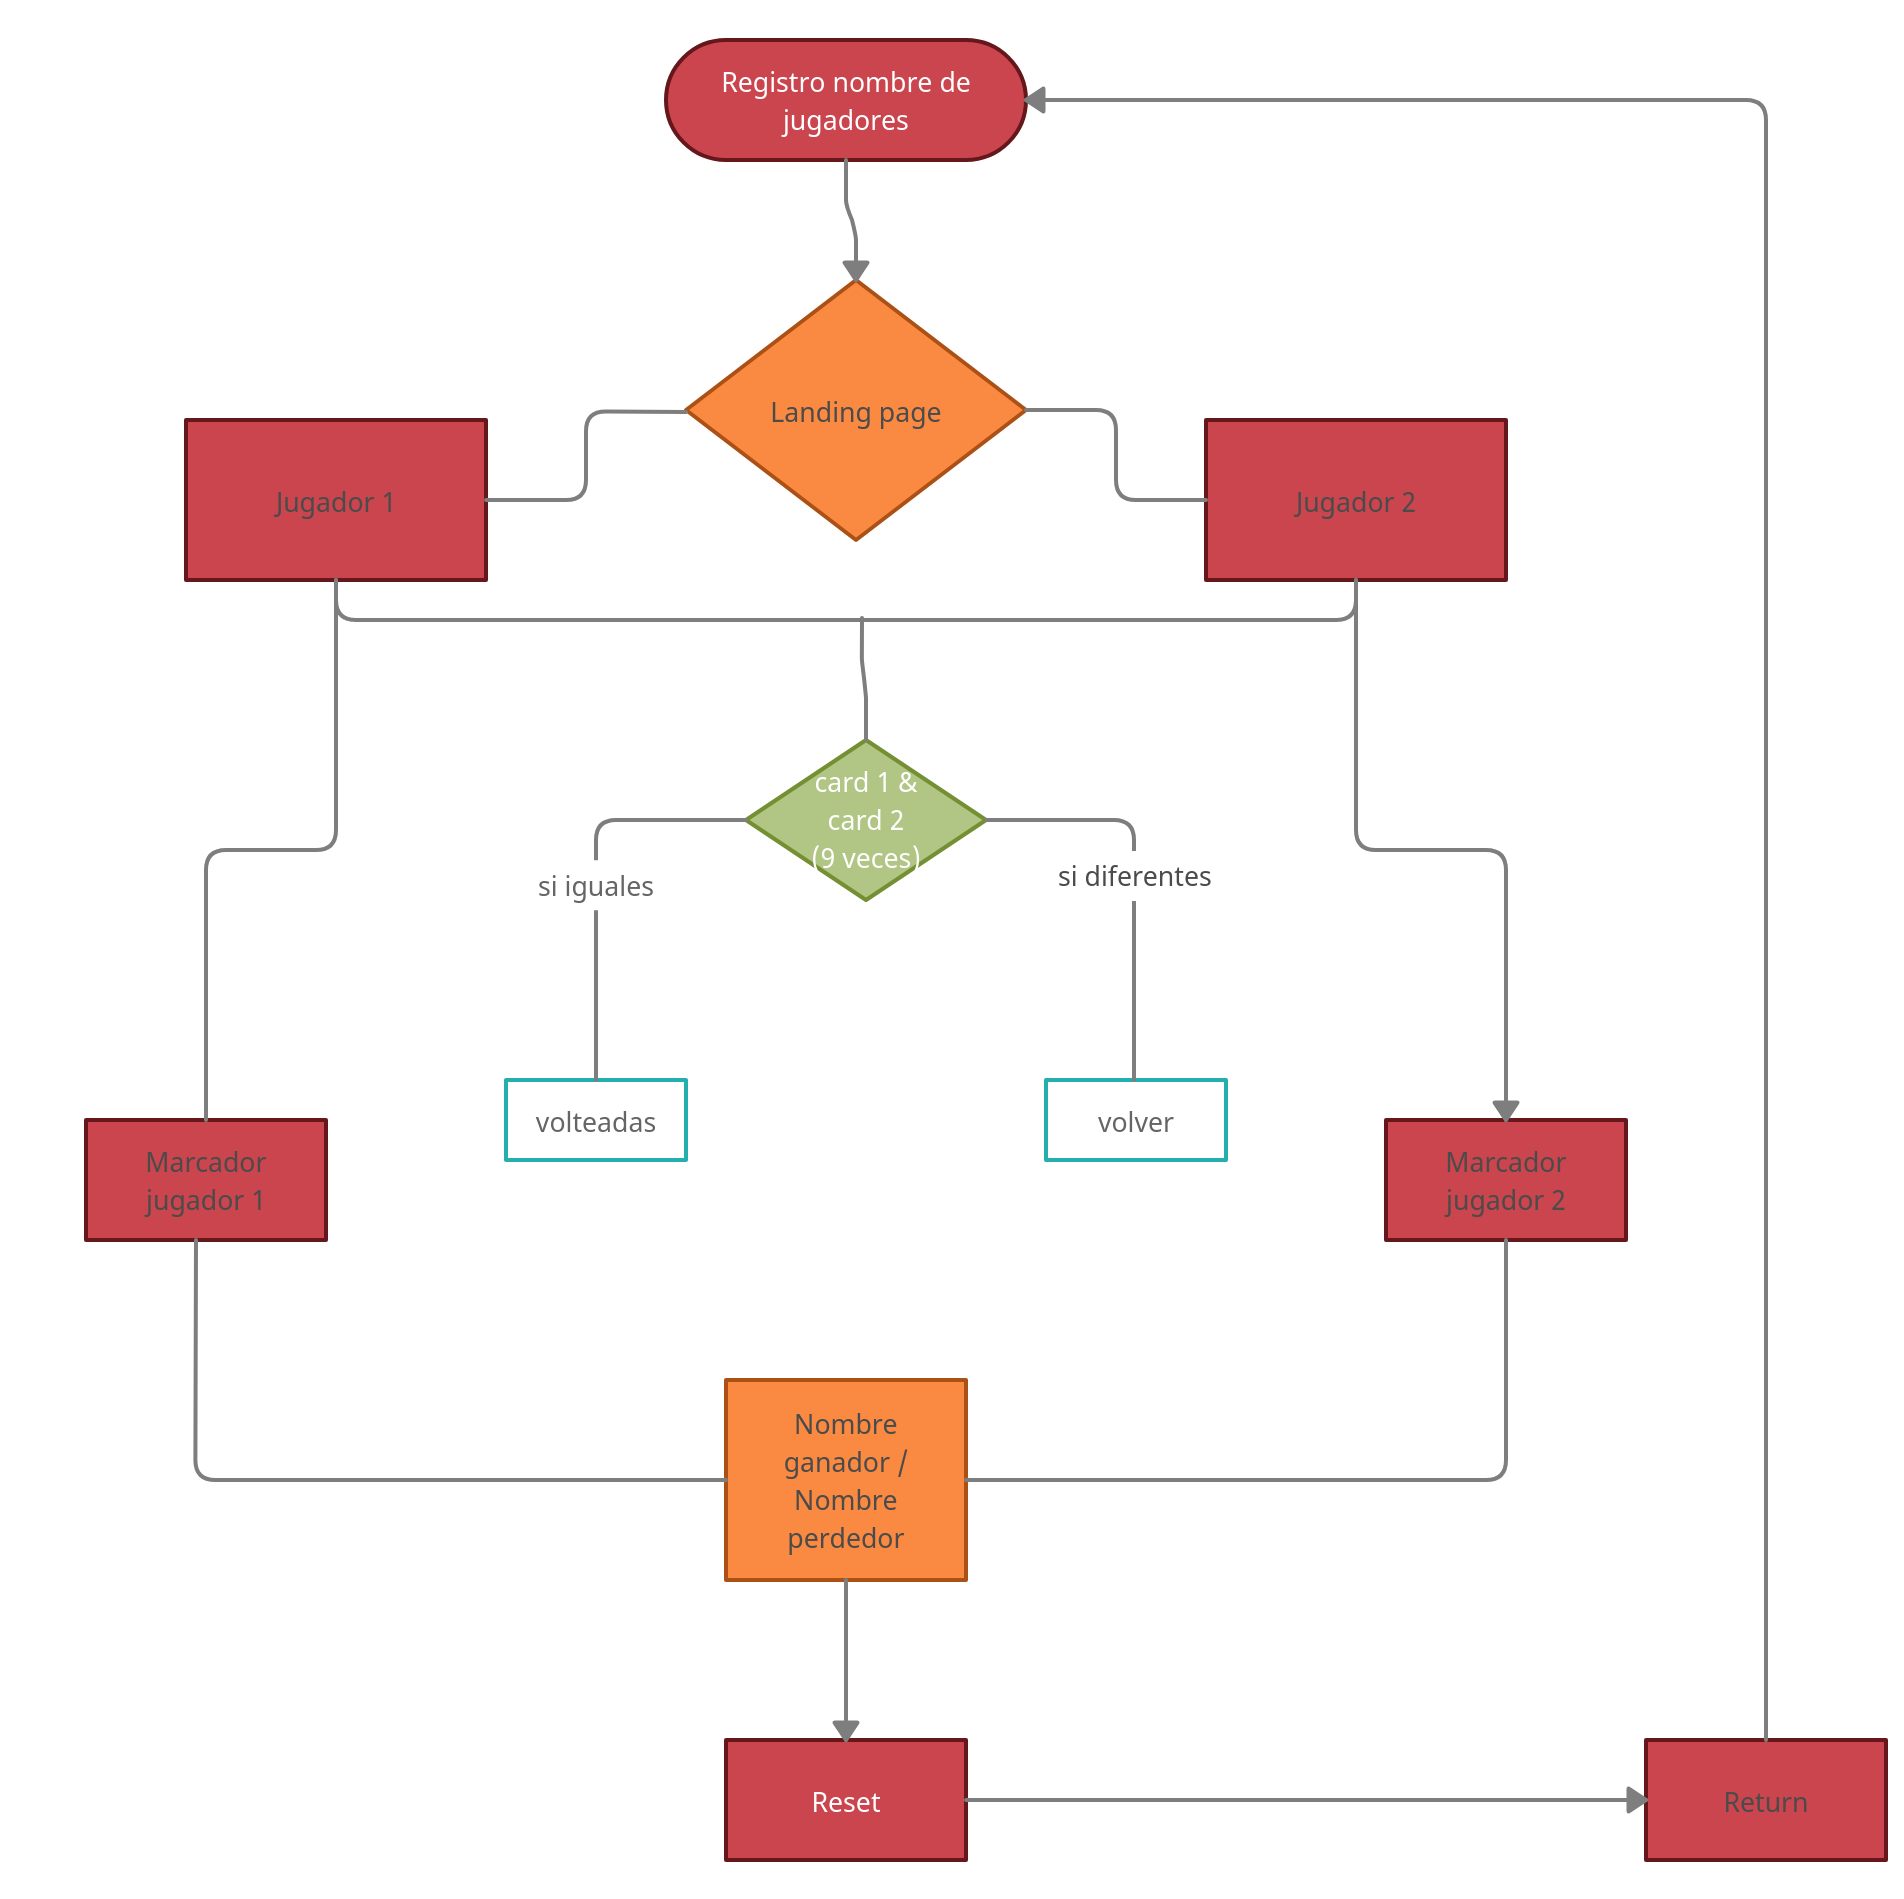 Registro nombre de
jugadores
Landing page
Jugador 1
Jugador 2
card 1 &
card 2
(9 veces)
si iguales
si diferentes
volteadas
volver
Marcador
jugador 1
Marcador
jugador 2
Nombre
ganador /
Nombre
perdedor
Reset
Return